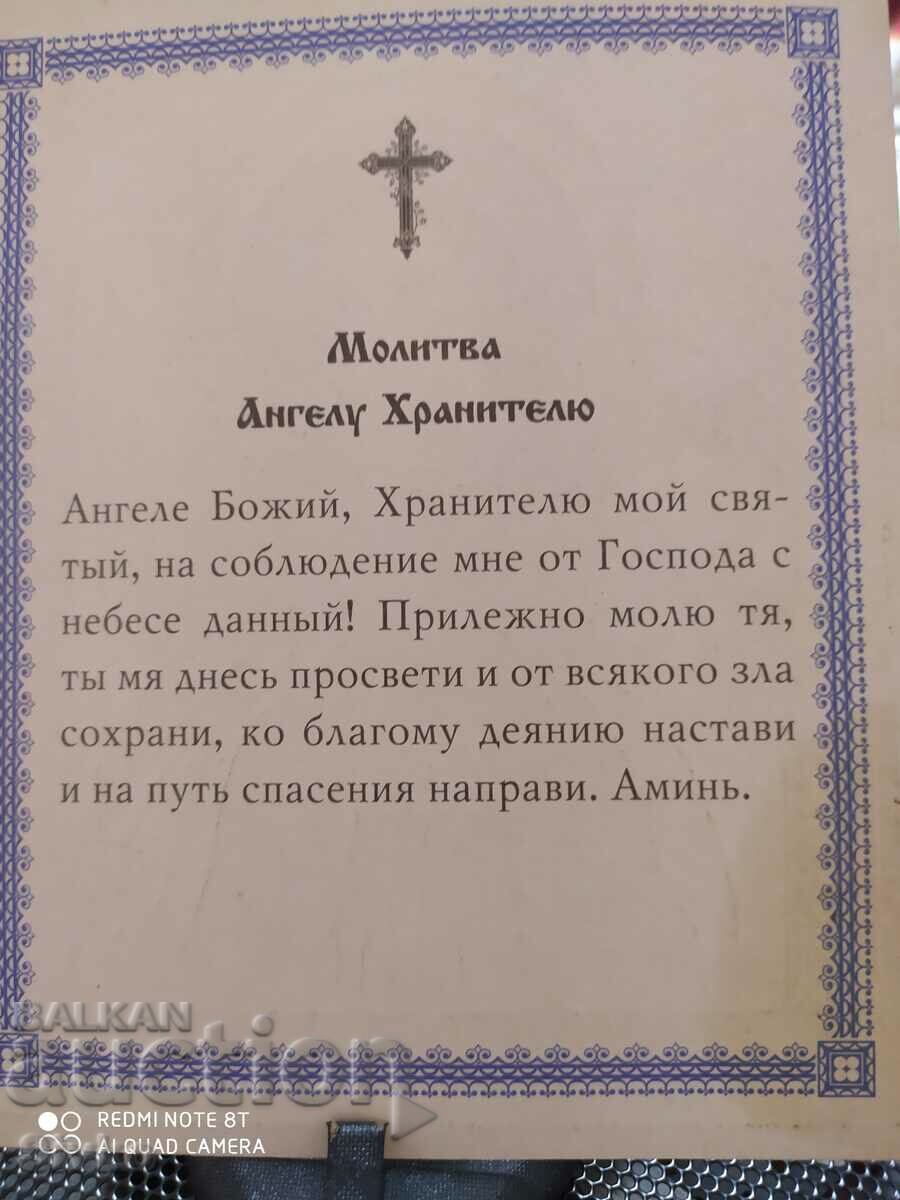 Молитва
Ангелу Хранителю
Ангеле Божий, Хранителю мой свя-
тый, на соблюдение мне от Господа с
небесе данный! Прилежно молю тя,
ты мя днесь просвети и от всякого зла
сохрани, ко благому деянию настави
и на путь спасения направи. Аминь.
BALKAN
auction
REDMI NOTE 8T
AI QUAD CAMERA